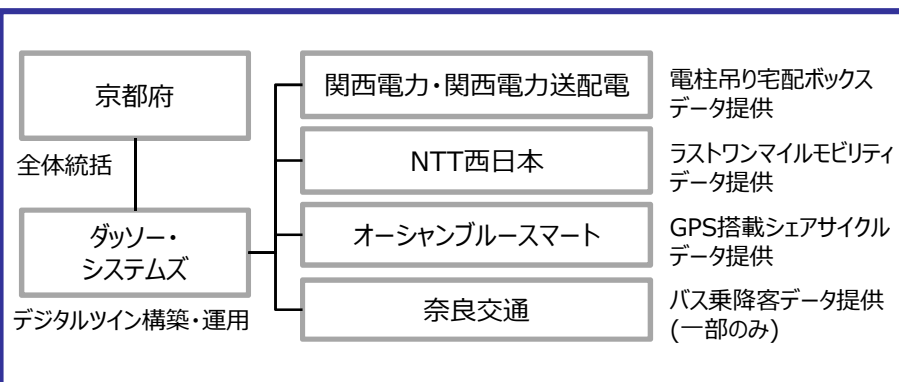 京都府
全体統括
ダッソー・
システムズ
デジタルツイン構築・運用
関西電力・関西電力送配電
電柱吊り宅配ボックス
データ提供
NTT西日本
ラストワンマイルモビリティ
データ提供
オーシャンブルースマート
GPS搭載シェアサイクル
データ提供
奈良交通
バス乗降客データ提供
(一部のみ)